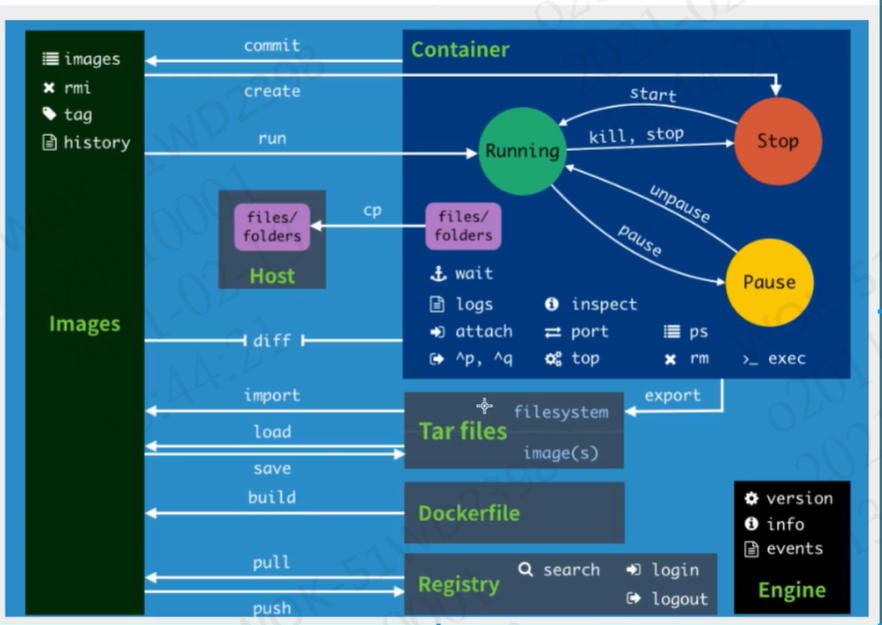 images
rmi
tag
history
Images
commit
create
run
cp
files/
folders
Host
diff
import
load
save
build
pull
push
Container
Running
start
kill, stop
Stop
unpause
pause
Pause
files/
folders
wait
logs
inspect
attach
port
ps
^p, ^q
top
rm
>_ exec
export
filesystem
Tar files
image(s)
Dockerfile
Registry
search
login
logout
version
info
events
Engine